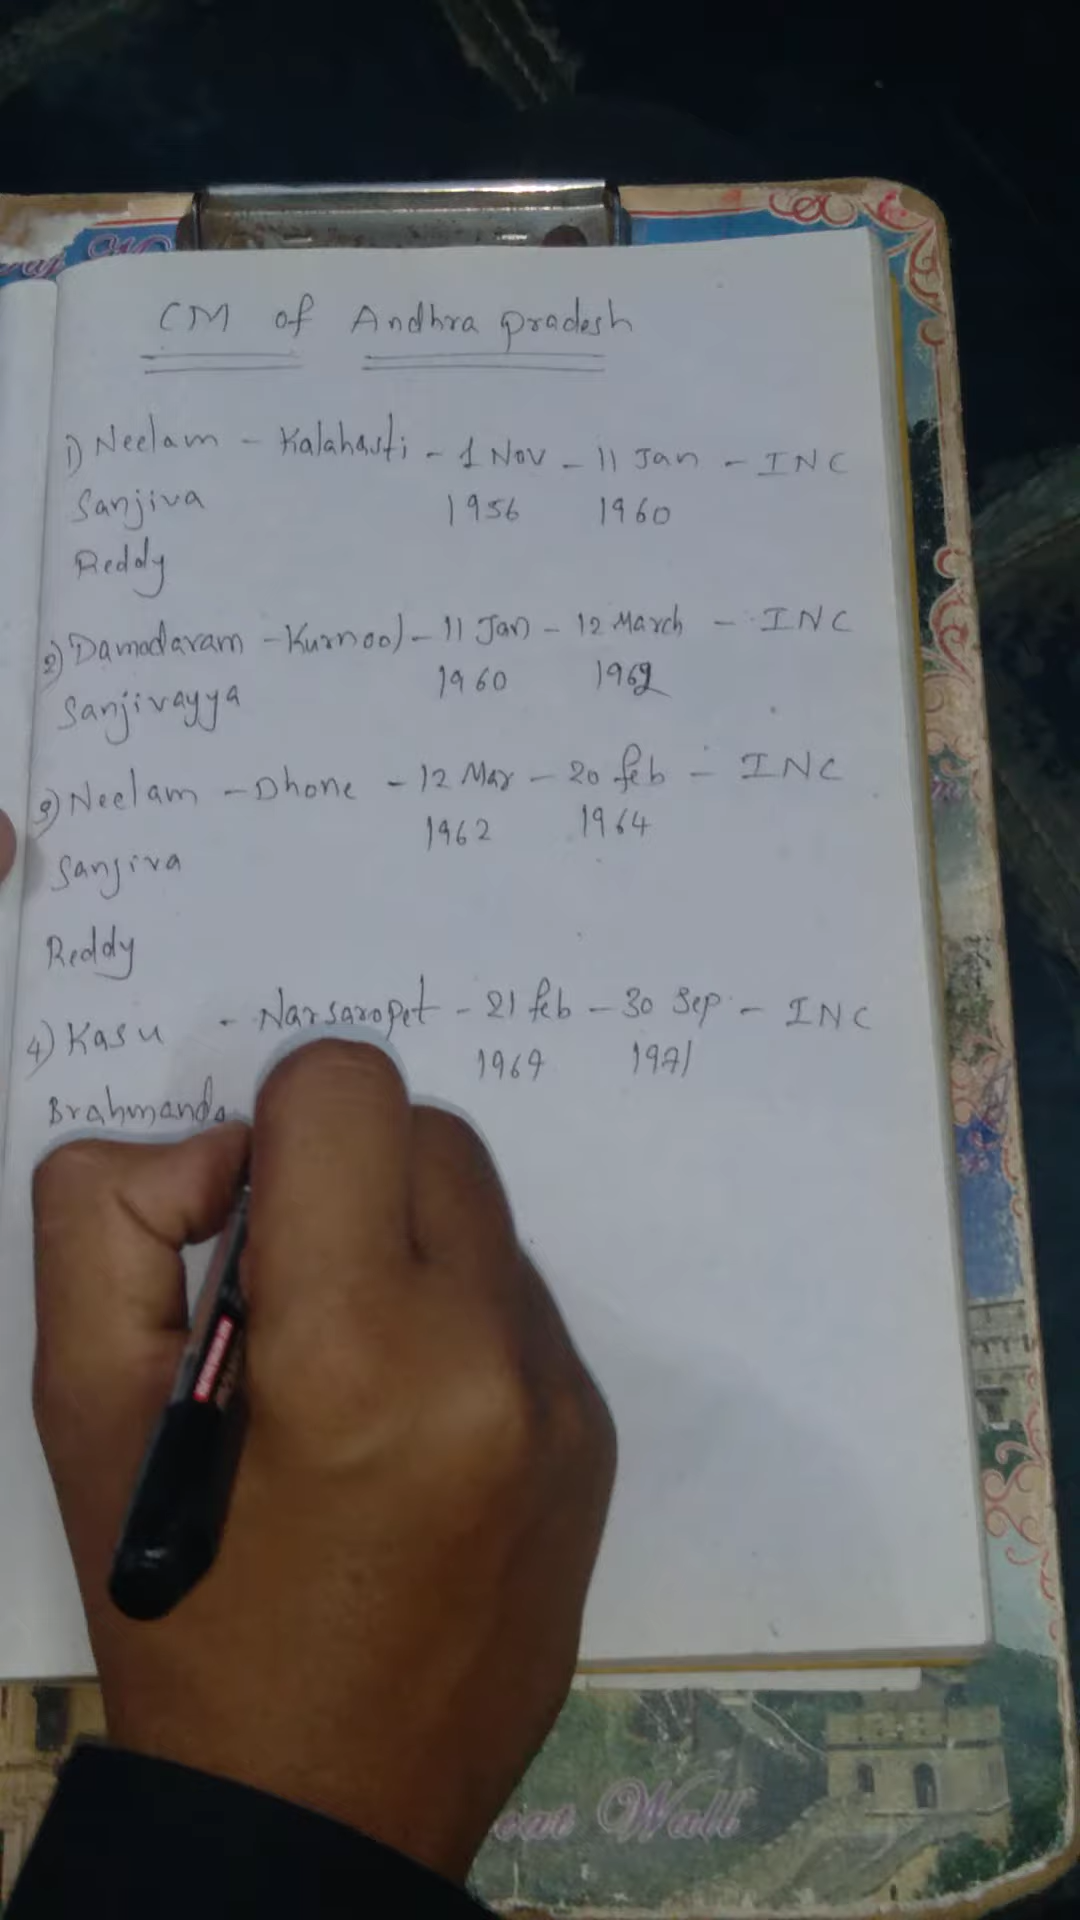 CM of Andhra pradesh
1) Neelam - Kalahasti - 1 Nov - 11 Jan - INC
Sanjiva 1956 1960
Reddy
2) Damodaram - Kurnool - 11 Jan - 12 March - INC
Sanjivayya 1960 1962
3) Neelam - Dhone - 12 Mar - 20 feb - INC
1962 1964
Sanjiva
Reddy
4) Kasu - Narsaropet - 21 feb - 30 Sep - INC
1964 1971
Brahmanda
Wall